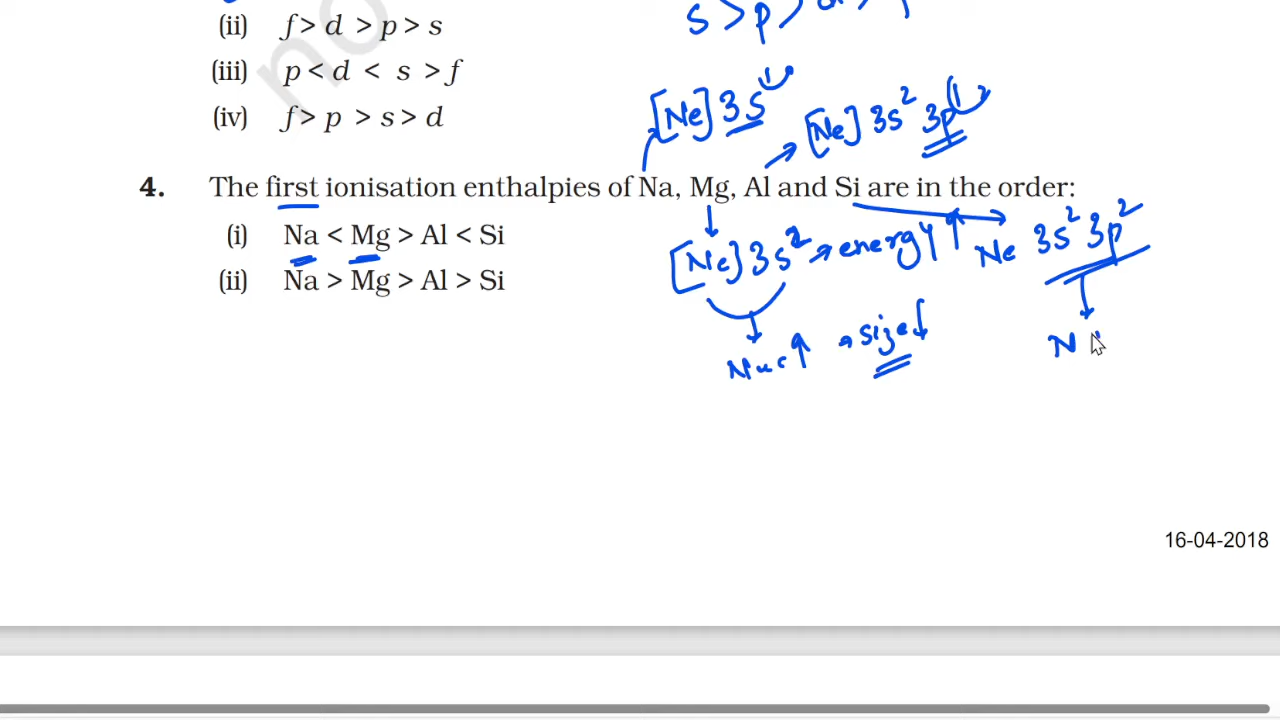 (ii) f > d > p > s
s > p >
(iii) p < d < s > f
[Ne] 3s¹
[Ne] 3s² 3p¹
(iv) f > p > s > d
no
4. The first ionisation enthalpies of Na, Mg, Al and Si are in the order:
(i) Na < Mg > Al < Si
[Ne] 3s² → energy ↑
Ne 3s² 3p²
(ii) Na > Mg > Al > Si
Nuc ↑ → size ↓
N
16-04-2018